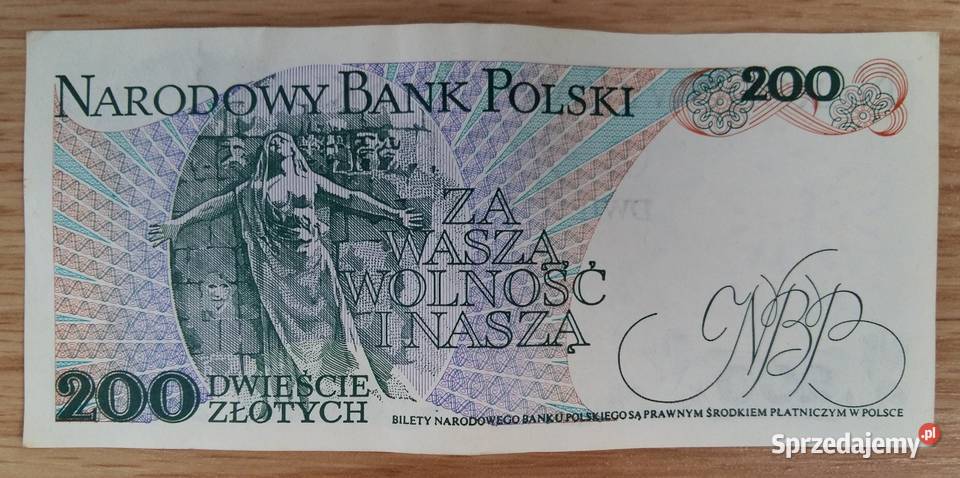 NARODOWY BANK POLSKI
200
ZA
WASZĄ
WOLNOŚĆ
I NASZĄ
NBP
200 DWIEŚCIE
ZŁOTYCH
BILETY NARODOWEGO BANKU POLSKIEGO SĄ PRAWNYM ŚRODKIEM PŁATNICZYM W POLSCE
Sprzedajemy.pl